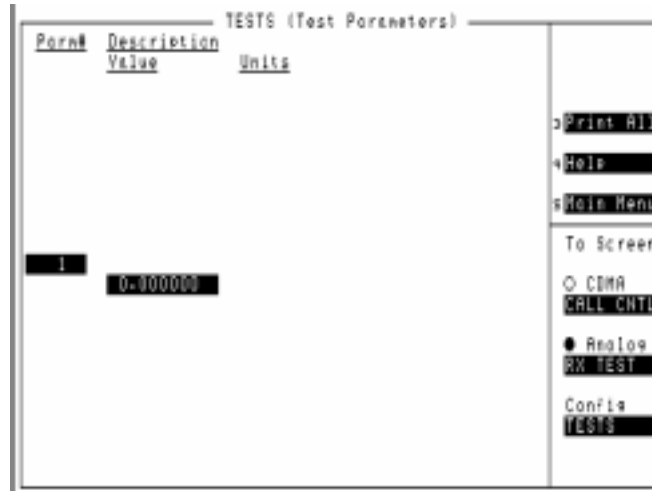 TESTS (Test Parameters)
Parm# Description
Value Units
3 Print All
4 Help
5 Main Menu
To Screen
1
0.000000
CDMA
CALL CNTL
Analog
RX TEST
Config
TESTS